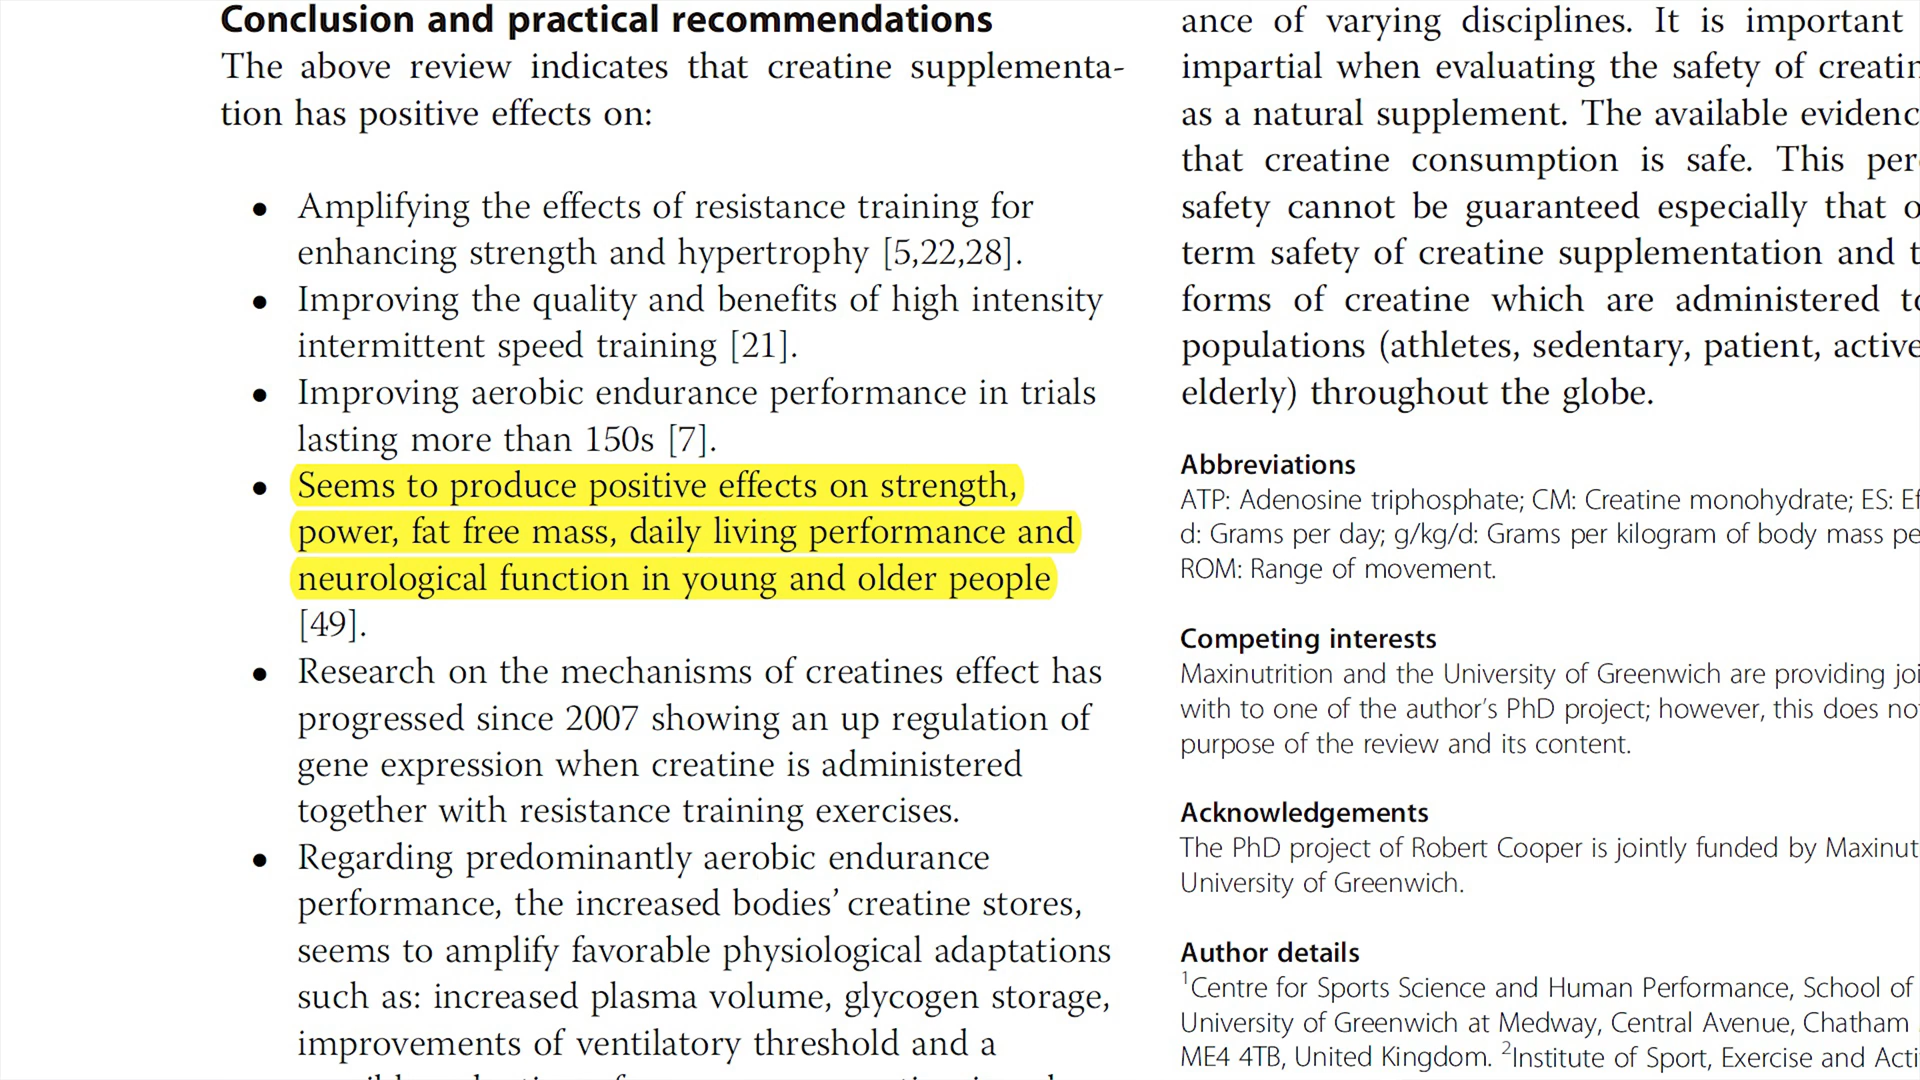 Conclusion and practical recommendations
The above review indicates that creatine supplementa-
tion has positive effects on:
• Amplifying the effects of resistance training for
enhancing strength and hypertrophy [5,22,28].
• Improving the quality and benefits of high intensity
intermittent speed training [21].
• Improving aerobic endurance performance in trials
lasting more than 150s [7].
• Seems to produce positive effects on strength,
power, fat free mass, daily living performance and
neurological function in young and older people
[49].
• Research on the mechanisms of creatines effect has
progressed since 2007 showing an up regulation of
gene expression when creatine is administered
together with resistance training exercises.
• Regarding predominantly aerobic endurance
performance, the increased bodies’ creatine stores,
seems to amplify favorable physiological adaptations
such as: increased plasma volume, glycogen storage,
improvements of ventilatory threshold and a
ance of varying disciplines. It is important
impartial when evaluating the safety of
as a natural supplement. The available
that creatine consumption is safe. This
safety cannot be guaranteed especially that
term safety of creatine supplementation and
forms of creatine which are administered
populations (athletes, sedentary, patient, active
elderly) throughout the globe.
Abbreviations
ATP: Adenosine triphosphate; CM: Creatine monohydrate; ES:
d: Grams per day; g/kg/d: Grams per kilogram of body mass
ROM: Range of movement.
Competing interests
Maxinutrition and the University of Greenwich are providing
with to one of the author’s PhD project; however, this does
purpose of the review and its content.
Acknowledgements
The PhD project of Robert Cooper is jointly funded by
University of Greenwich.
Author details
1Centre for Sports Science and Human Performance, School of
University of Greenwich at Medway, Central Avenue, Chatham
ME4 4TB, United Kingdom. 2Institute of Sport, Exercise and